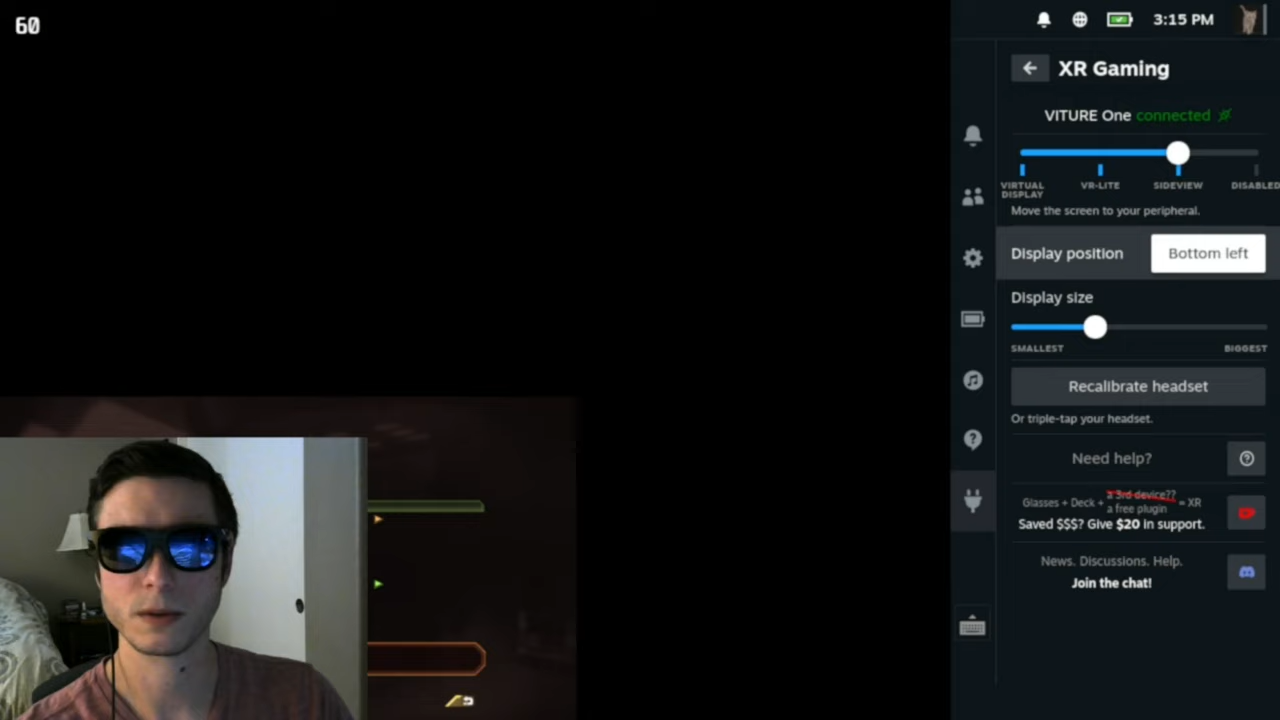 60
3:15 PM
XR Gaming
VITURE One connected
VIRTUAL DISPLAY
VR-LITE
SIDEVIEW
DISABLED
Move the screen to your peripheral.
Display position
Bottom left
Display size
SMALLEST
BIGGEST
Recalibrate headset
Or triple-tap your headset.
Need help?
Glasses + Deck + a 3rd device?? a free plugin = XR
Saved $$$? Give $20 in support.
News. Discussions. Help.
Join the chat!